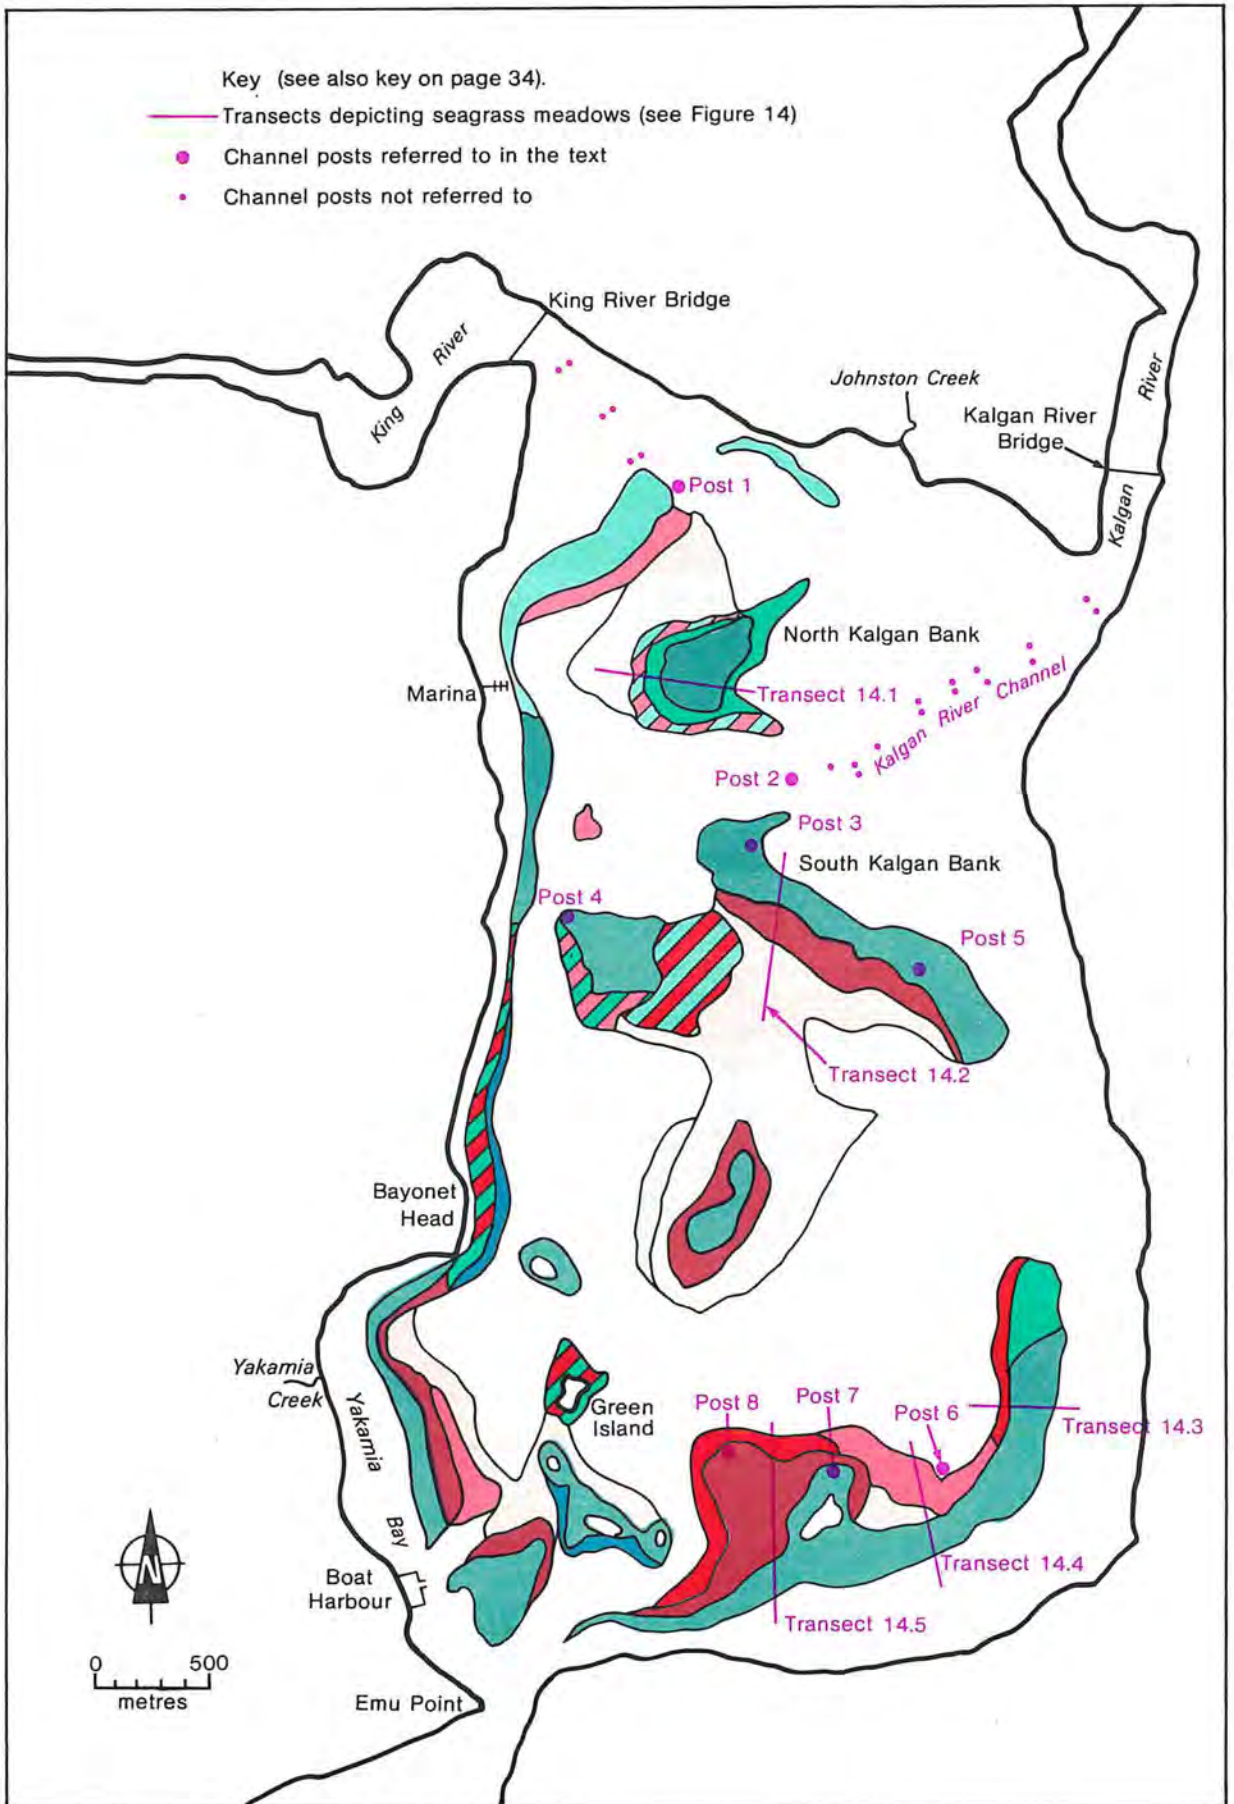 Key (see also key on page 34).
Transects depicting seagrass meadows (see Figure 14)
Channel posts referred to in the text
Channel posts not referred to
King River Bridge
River
King
Johnston Creek
Kalgan River
Bridge
River
Kalgan
Post 1
North Kalgan Bank
Marina
Transect 14.1
Kalgan River Channel
Post 2
Post 3
South Kalgan Bank
Post 4
Post 5
Transect 14.2
Bayonet
Head
Yakamia
Creek
Yakamia
Bay
Green
Island
Post 8
Post 7
Post 6
Transect 14.3
Transect 14.4
Transect 14.5
N
Boat
Harbour
0 500
metres
Emu Point